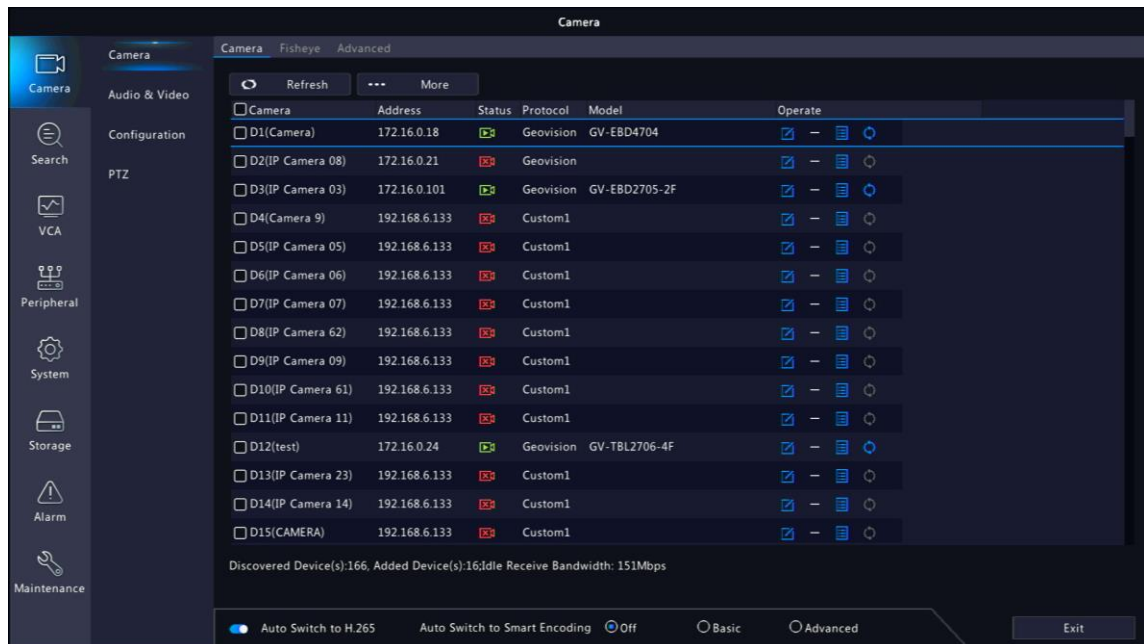 Camera
Camera
Search
VCA
Peripheral
System
Storage
Alarm
Maintenance
Camera
Audio & Video
Configuration
PTZ
Camera Fisheye Advanced
Refresh More
Camera Address Status Protocol Model Operate
D1(Camera) 172.16.0.18 Geovision GV-EBD4704
D2(IP Camera 08) 172.16.0.21 Geovision
D3(IP Camera 03) 172.16.0.101 Geovision GV-EBD2705-2F
D4(Camera 9) 192.168.6.133 Custom1
D5(IP Camera 05) 192.168.6.133 Custom1
D6(IP Camera 06) 192.168.6.133 Custom1
D7(IP Camera 07) 192.168.6.133 Custom1
D8(IP Camera 62) 192.168.6.133 Custom1
D9(IP Camera 09) 192.168.6.133 Custom1
D10(IP Camera 61) 192.168.6.133 Custom1
D11(IP Camera 11) 192.168.6.133 Custom1
D12(test) 172.16.0.24 Geovision GV-TBL2706-4F
D13(IP Camera 23) 192.168.6.133 Custom1
D14(IP Camera 14) 192.168.6.133 Custom1
D15(CAMERA) 192.168.6.133 Custom1
Discovered Device(s):166, Added Device(s):16;Idle Receive Bandwidth: 151Mbps
Auto Switch to H.265 Auto Switch to Smart Encoding Off Basic Advanced Exit